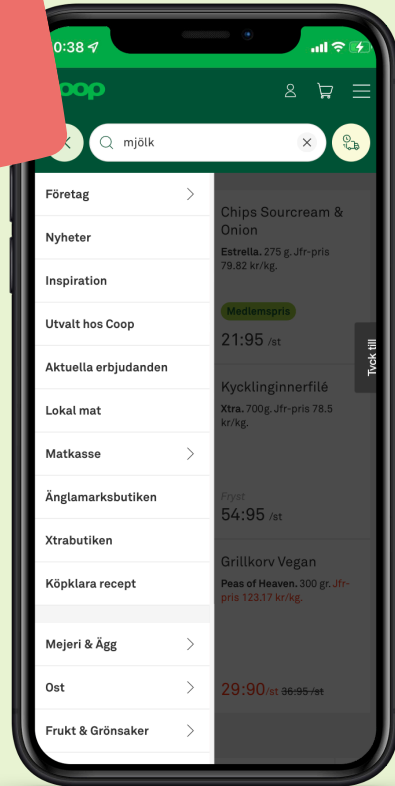 0:38
oop
mjölk
Företag
Nyheter
Inspiration
Utvalt hos Coop
Aktuella erbjudanden
Lokal mat
Matkasse
Änglamarksbutiken
Xtrabutiken
Köpklara recept
Mejeri & Ägg
Ost
Frukt & Grönsaker
Chips Sourcream &
Onion
Estrella. 275 g. Jfr-pris
79.82 kr/kg.
Medlemspris
21:95 /st
Tyck till
Kycklinginnerfilé
Xtra. 700g. Jfr-pris 78.5
kr/kg.
Fryst
54:95 /st
Grillkorv Vegan
Peas of Heaven. 300 gr. Jfr-
pris 123.17 kr/kg.
29:90/st 36:95 /st